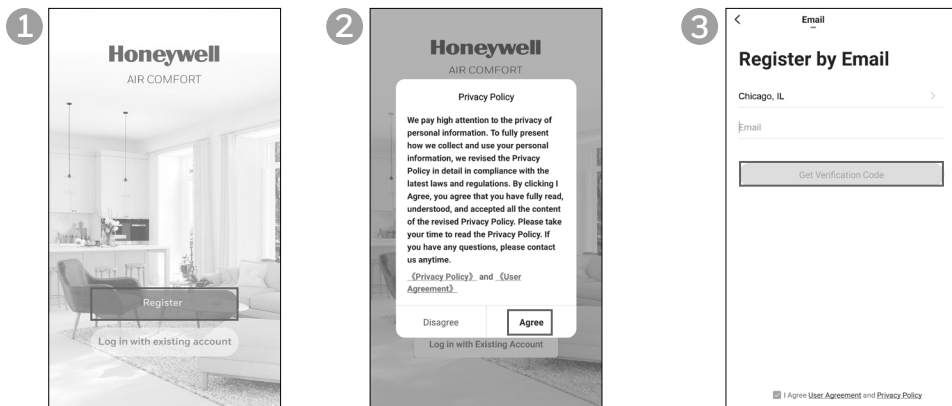 1
Honeywell
AIR COMFORT
Register
Log in with existing account
2
Honeywell
AIR COMFORT
Privacy Policy
We pay high attention to the privacy of
personal information. To fully present
how we collect and use your personal
information, we revised the Privacy
Policy in detail in compliance with the
latest laws and regulations. By clicking I
Agree, you agree that you have fully read,
understood, and accepted all the content
of the revised Privacy Policy. Please take
your time to read the Privacy Policy. If
you have any questions, please contact
us anytime.
《Privacy Policy》 and 《User
Agreement》
Disagree Agree
Log in with Existing Account
3
Email
Register by Email
Chicago, IL
Email
Get Verification Code
I Agree User Agreement and Privacy Policy